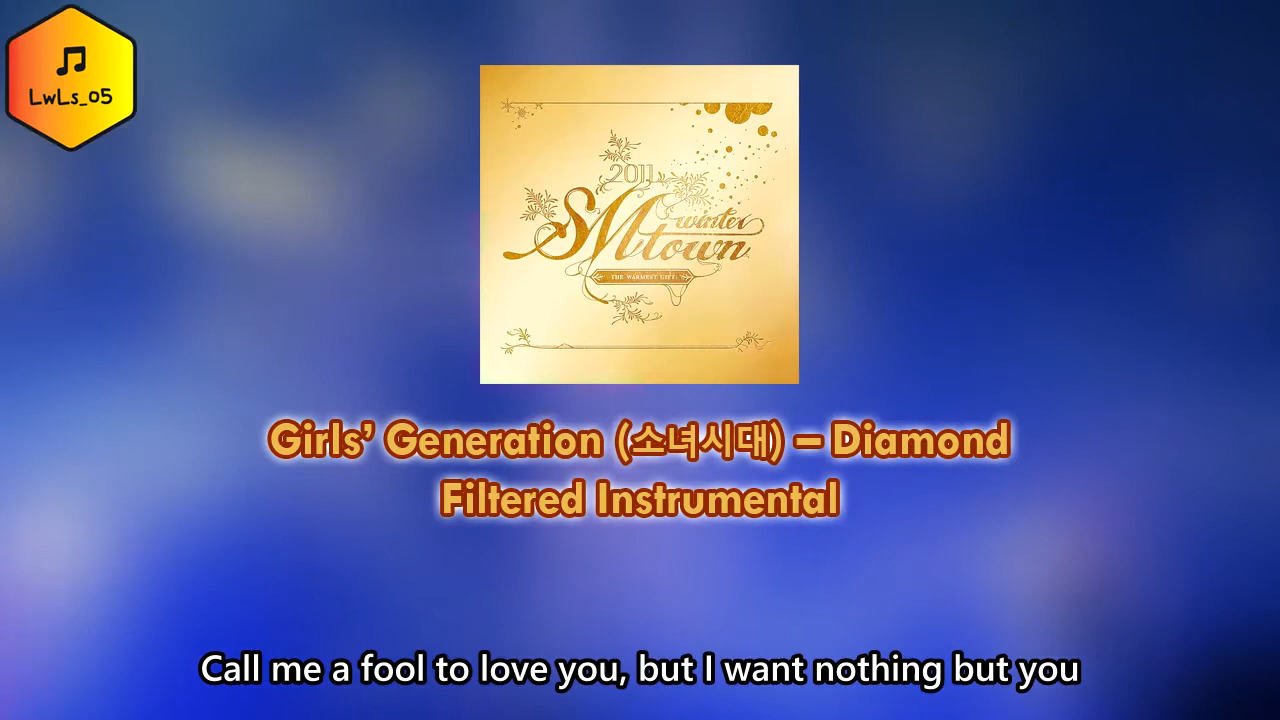 LwLs_05
2011
SMtown
winter
THE WARMEST GIFT
Girls’ Generation (소녀시대) – Diamond
Filtered Instrumental
Call me a fool to love you, but I want nothing but you